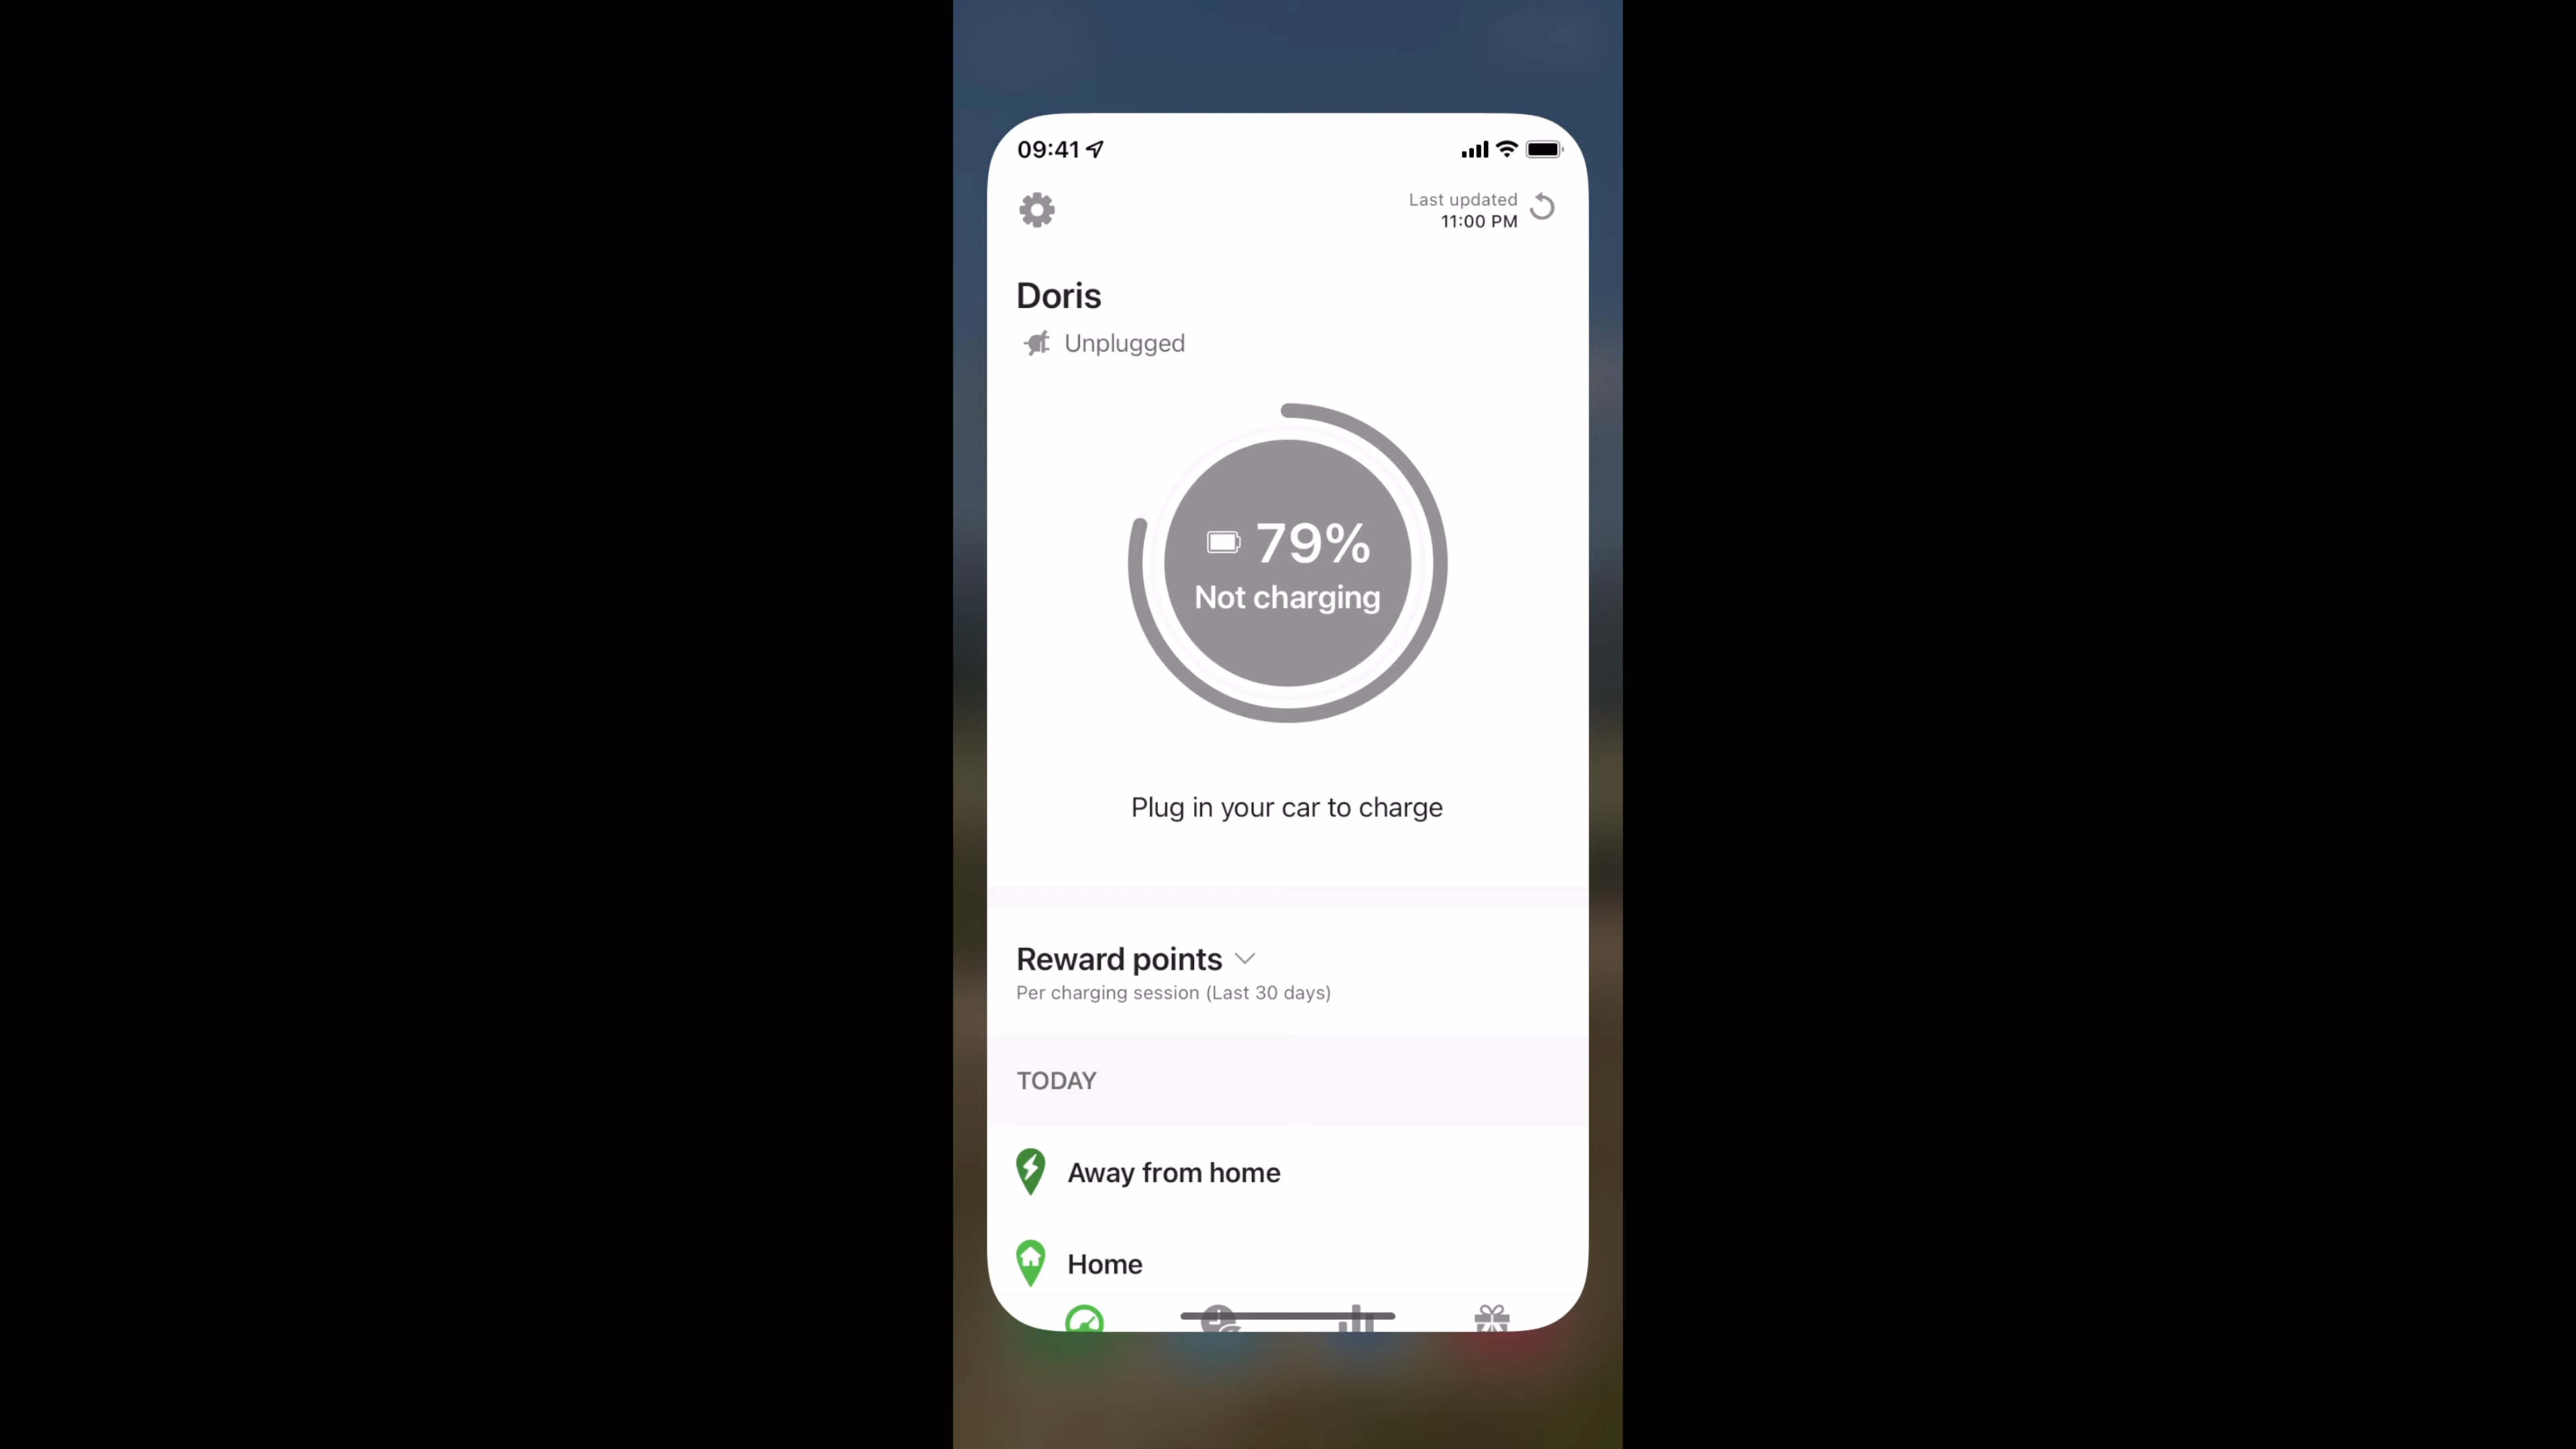 09:41
Last updated
11:00 PM
Doris
Unplugged
79%
Not charging
Plug in your car to charge
Reward points
Per charging session (Last 30 days)
TODAY
Away from home
Home